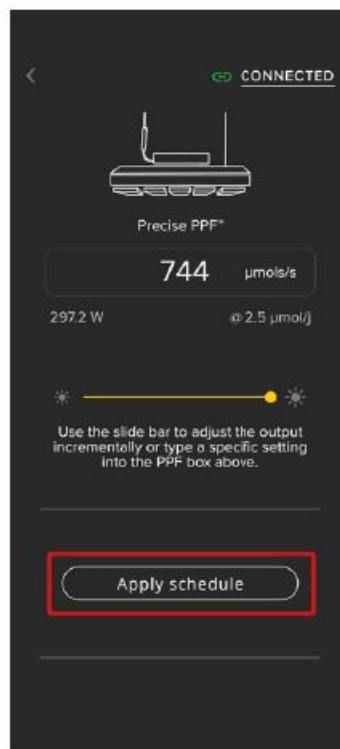 CONNECTED
Precise PPF*
744 µmols/s
297.2 W @ 2.5 µmol/j
Use the slide bar to adjust the output
incrementally or type a specific setting
into the PPF box above.
Apply schedule